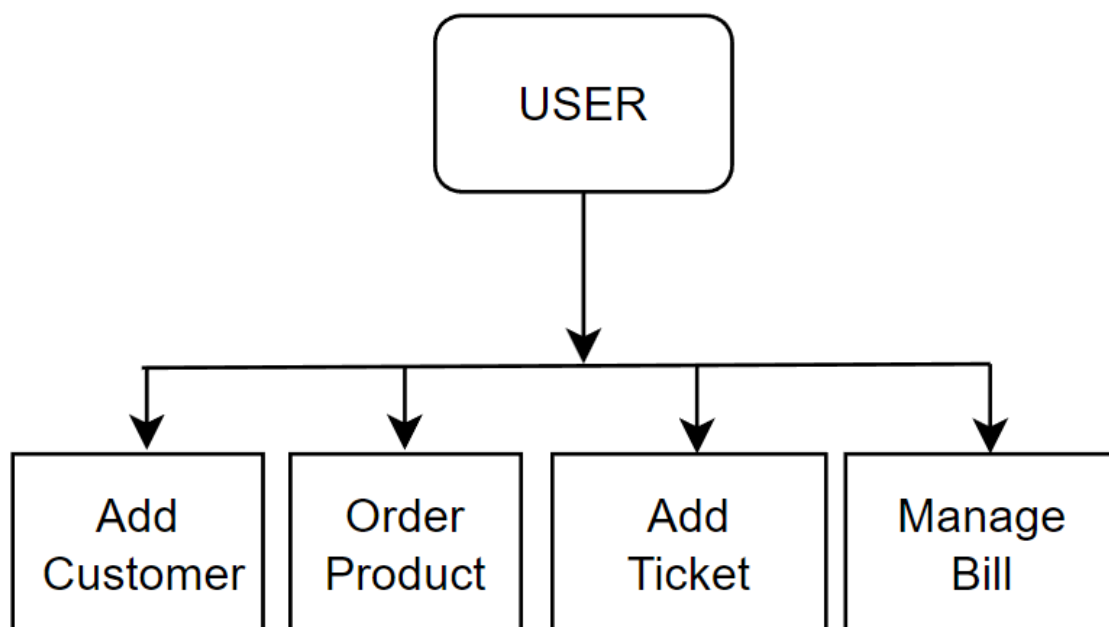 USER
Add
Customer
Order
Product
Add
Ticket
Manage
Bill